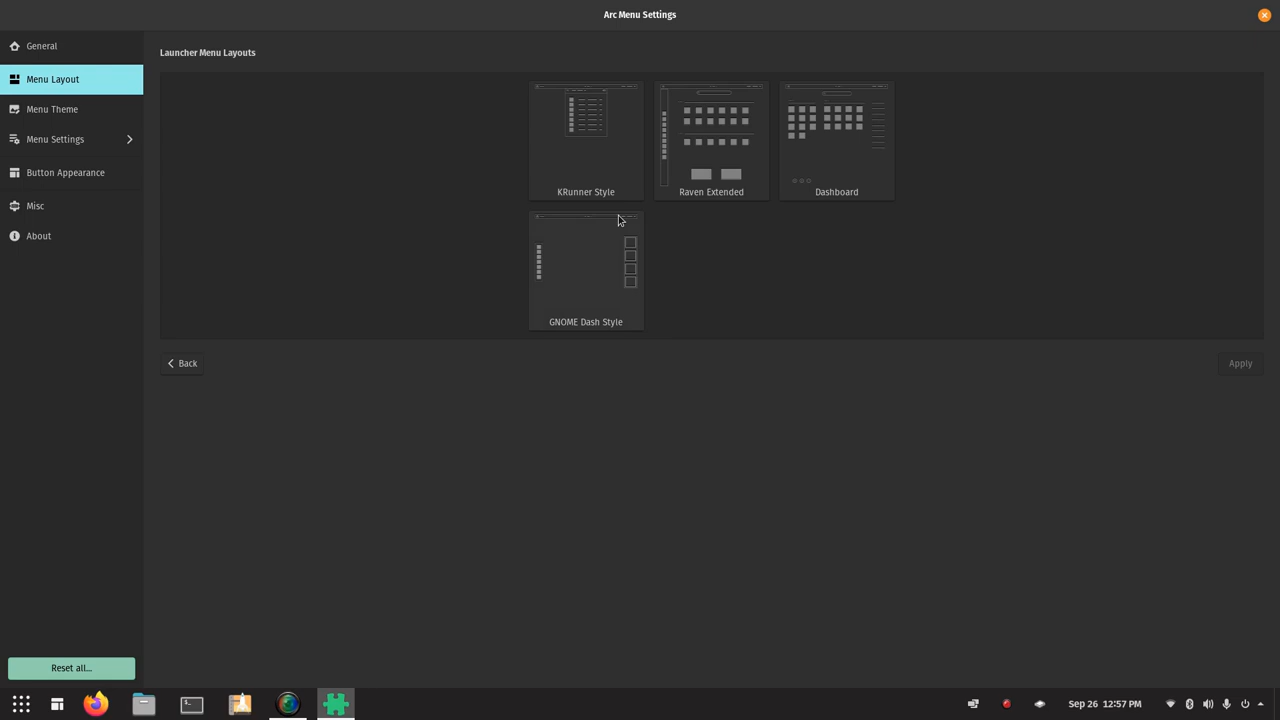 Arc Menu Settings
General
Menu Layout
Menu Theme
Menu Settings
Button Appearance
Misc
About
Launcher Menu Layouts
KRunner Style
Raven Extended
Dashboard
GNOME Dash Style
Back
Apply
Reset all...
Sep 26 12:57 PM